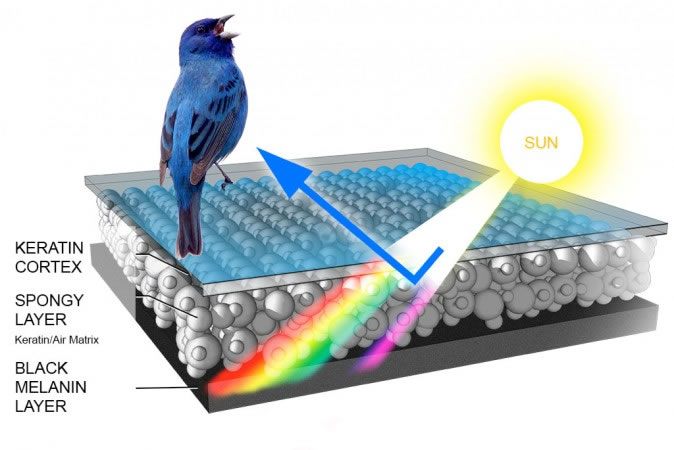 SUN
KERATIN
CORTEX
SPONGY
LAYER
Keratin/Air Matrix
BLACK
MELANIN
LAYER